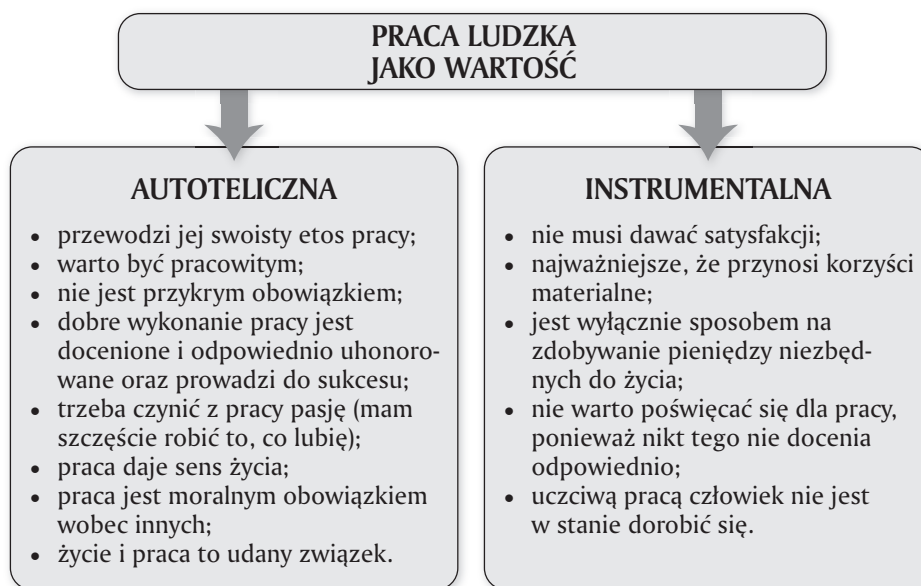 PRACA LUDZKA
JAKO WARTOŚĆ
AUTOTELICZNA
• przewodzi jej swoisty etos pracy;
• warto być pracowitym;
• nie jest przykrym obowiązkiem;
• dobre wykonanie pracy jest
docenione i odpowiednio uhonoro-
wane oraz prowadzi do sukcesu;
• trzeba czynić z pracy pasję (mam
szczęście robić to, co lubię);
• praca daje sens życia;
• praca jest moralnym obowiązkiem
wobec innych;
• życie i praca to udany związek.
INSTRUMENTALNA
• nie musi dawać satysfakcji;
• najważniejsze, że przynosi korzyści
materialne;
• jest wyłącznie sposobem na
zdobywanie pieniędzy niezbęd-
nych do życia;
• nie warto poświęcać się dla pracy,
ponieważ nikt tego nie docenia
odpowiednio;
• uczciwą pracą człowiek nie jest
w stanie dorobić się.